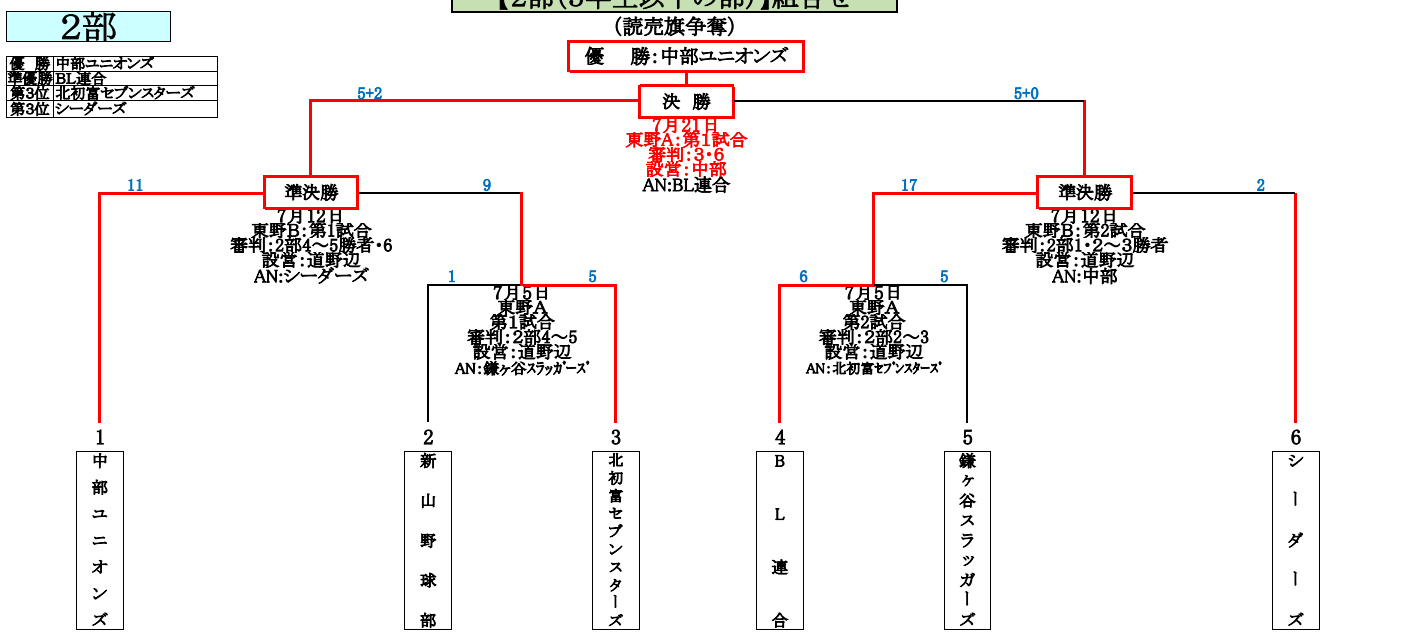 【2部(3年生以下の部)】組合せ
2部
(読売旗争奪)
優　勝：中部ユニオンズ
優　勝 中部ユニオンズ
準優勝 BL連合
第3位 北初富セブンスターズ
第3位 シーダーズ
5+2
決　勝
5+0
7月21日
東野A：第1試合
審判：3・6
設営：中部
AN：BL連合
11
準決勝
9
7月12日
東野B：第1試合
審判：2部4～5勝者・6
設営：道野辺
AN：シーダーズ
17
準決勝
2
7月12日
東野B：第2試合
審判：2部1・2～3勝者
設営：道野辺
AN：中部
1
5
7月5日
東野A
第1試合
審判：2部4～5
設営：道野辺
AN：鎌ヶ谷ｽﾗｯｶﾞｰｽﾞ
6
5
7月5日
東野A
第2試合
審判：2部2～3
設営：道野辺
AN：北初富ｾﾌﾞﾝｽﾀｰｽﾞ
1
中部ユニオンズ
2
新山野球部
3
北初富セブンスターズ
4
BL連合
5
鎌ヶ谷スラッガーズ
6
シーダーズ